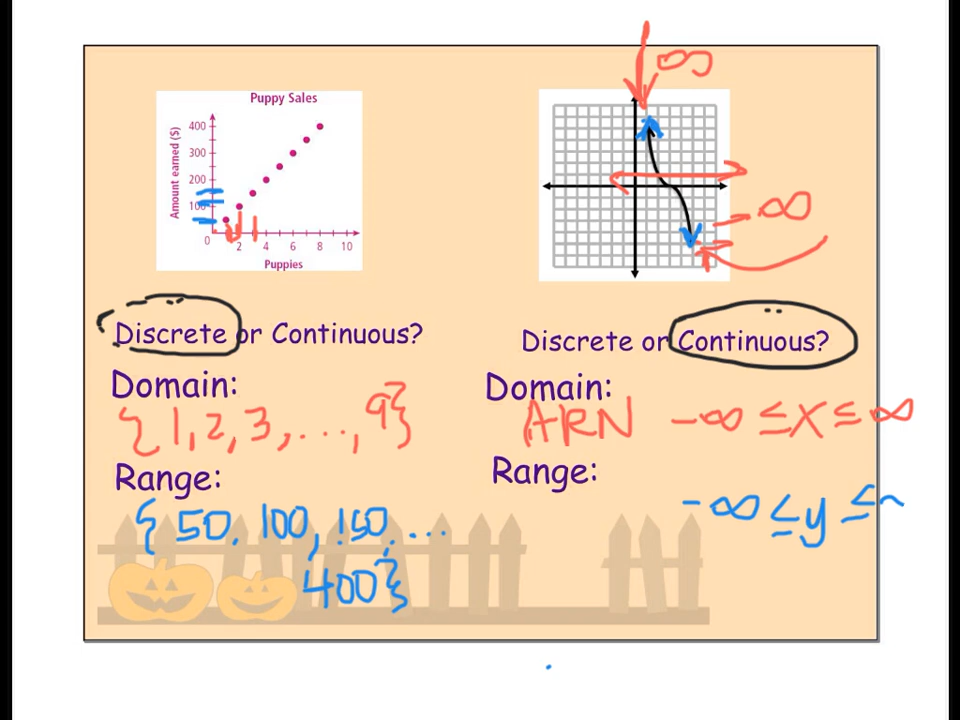 Puppy Sales
Amount earned ($)
400
300
200
100
0
2 4 6 8 10
Puppies
Discrete or Continuous?
Domain:
{1, 2, 3, ..., 9}
Range:
{50, 100, 150, ...
400}
∞
-∞
Discrete or Continuous?
Domain:
ARN -∞ ≤ X ≤ ∞
Range:
-∞ ≤ y ≤